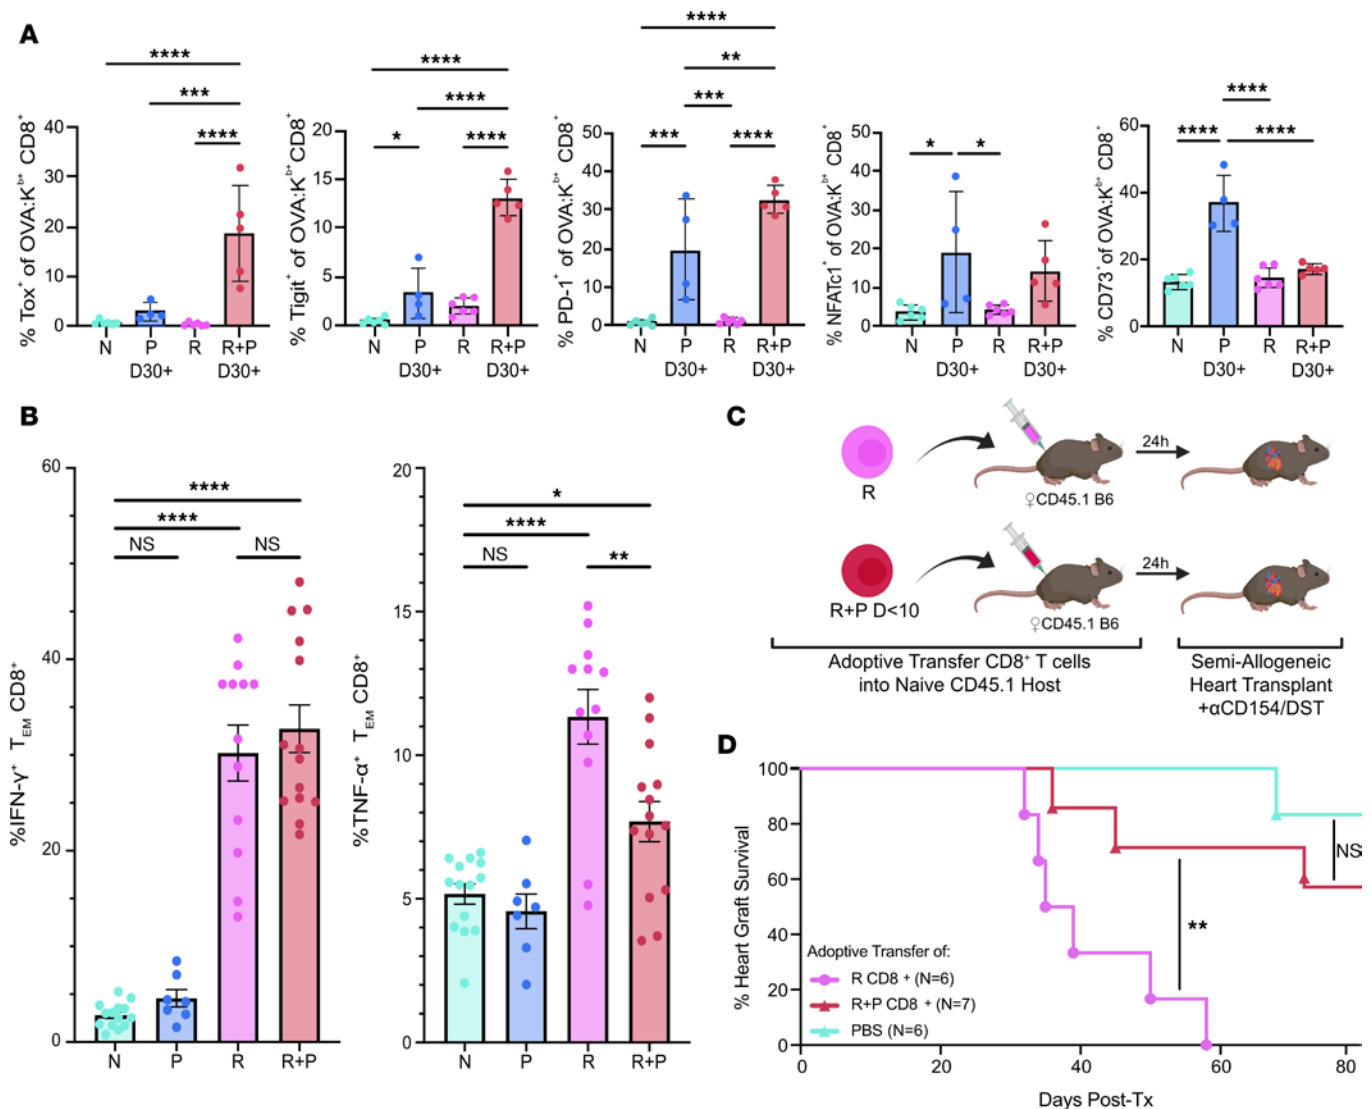 A
% Tox⁺ of OVA:Kᵇ⁺ CD8⁺
40
30
20
10
0
****
***
****
N
P
R
R+P
D30+
D30+
% Tigit⁺ of OVA:Kᵇ⁺ CD8⁺
20
15
10
5
0
****
****
*
****
N
P
R
R+P
D30+
D30+
% PD-1⁺ of OVA:Kᵇ⁺ CD8⁺
50
40
30
20
10
0
****
**
***
***
****
N
P
R
R+P
D30+
D30+
% NFATc1⁺ of OVA:Kᵇ⁺ CD8⁺
50
40
30
20
10
0
*
*
N
P
R
R+P
D30+
D30+
% CD73⁺ of OVA:Kᵇ⁺ CD8⁺
60
40
20
0
****
****
****
N
P
R
R+P
D30+
D30+
B
%IFN-γ⁺ T_EM CD8⁺
60
40
20
0
****
****
NS
NS
N
P
R
R+P
%TNF-α⁺ T_EM CD8⁺
20
15
10
5
0
*
****
NS
**
N
P
R
R+P
C
R
♀CD45.1 B6
24h
R+P D<10
♀CD45.1 B6
24h
Adoptive Transfer CD8⁺ T cells
into Naive CD45.1 Host
Semi-Allogeneic
Heart Transplant
+αCD154/DST
D
% Heart Graft Survival
100
80
60
40
20
0
NS
**
Adoptive Transfer of:
R CD8⁺ (N=6)
R+P CD8⁺ (N=7)
PBS (N=6)
0
20
40
60
80
Days Post-Tx